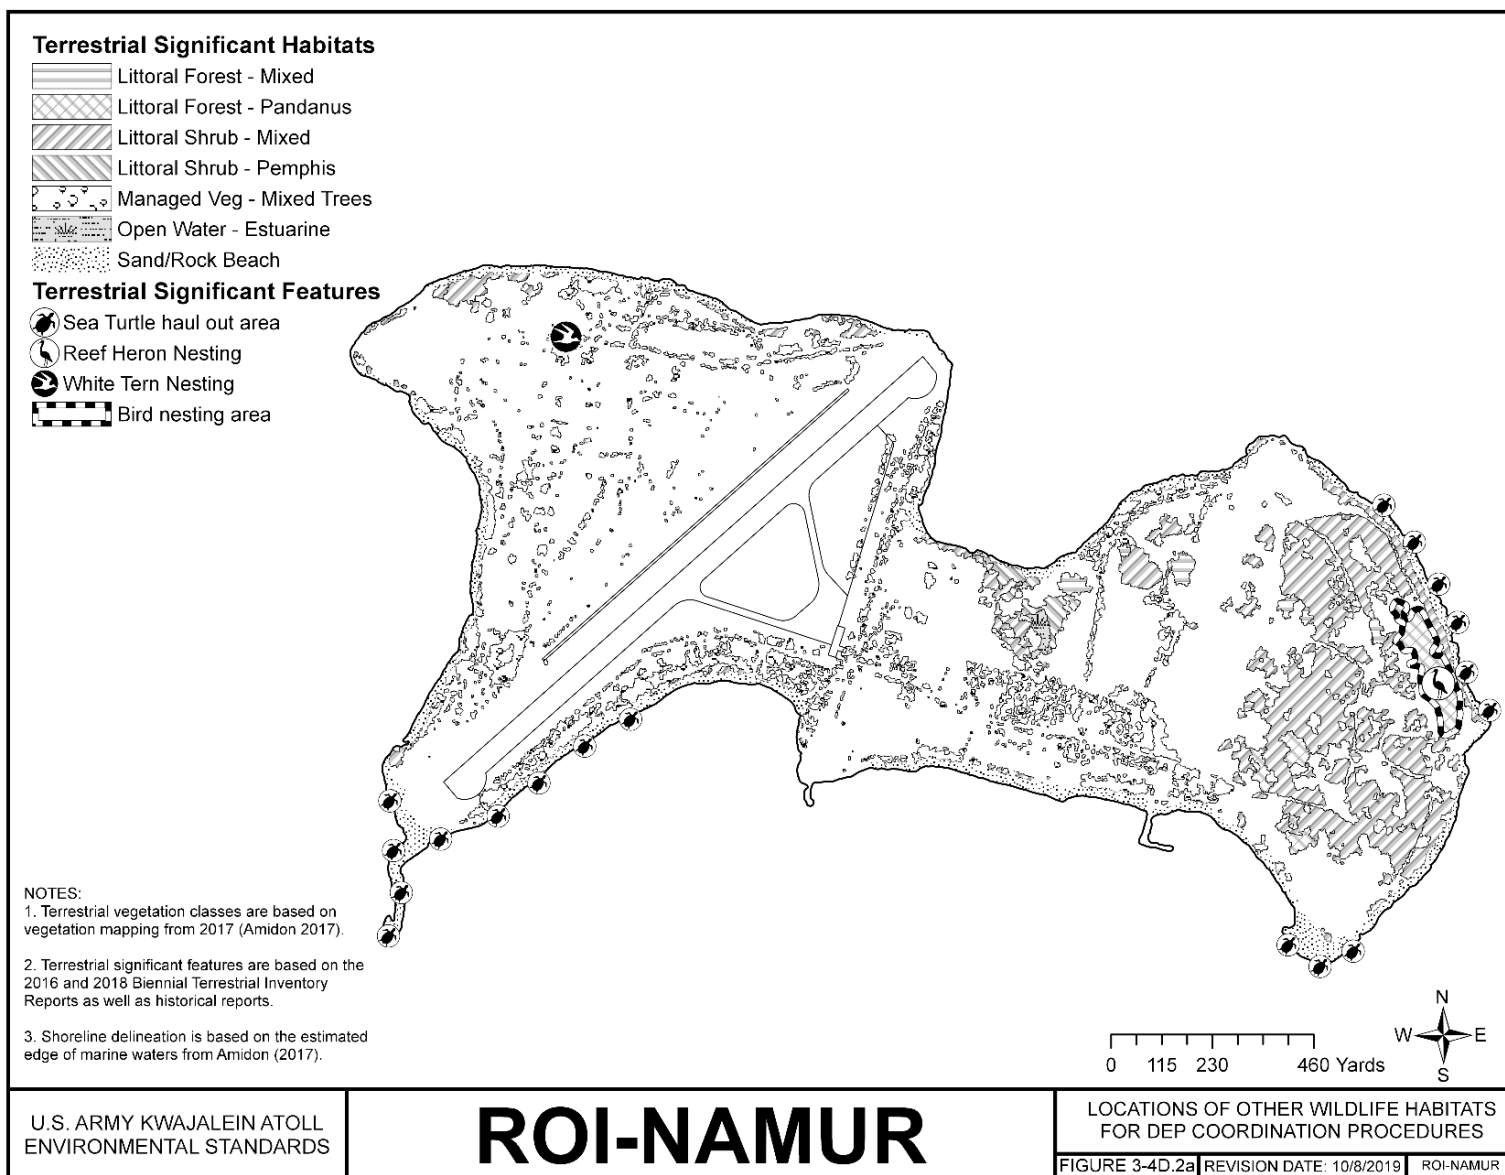 Terrestrial Significant Habitats
Littoral Forest - Mixed
Littoral Forest - Pandanus
Littoral Shrub - Mixed
Littoral Shrub - Pemphis
Managed Veg - Mixed Trees
Open Water - Estuarine
Sand/Rock Beach
Terrestrial Significant Features
Sea Turtle haul out area
Reef Heron Nesting
White Tern Nesting
Bird nesting area
NOTES:
1. Terrestrial vegetation classes are based on
vegetation mapping from 2017 (Amidon 2017).
2. Terrestrial significant features are based on the
2016 and 2018 Biennial Terrestrial Inventory
Reports as well as historical reports.
3. Shoreline delineation is based on the estimated
edge of marine waters from Amidon (2017).
N
W E
S
0 115 230 460 Yards
U.S. ARMY KWAJALEIN ATOLL
ENVIRONMENTAL STANDARDS
ROI-NAMUR
LOCATIONS OF OTHER WILDLIFE HABITATS
FOR DEP COORDINATION PROCEDURES
FIGURE 3-4D.2a REVISION DATE: 10/8/2019 ROI-NAMUR